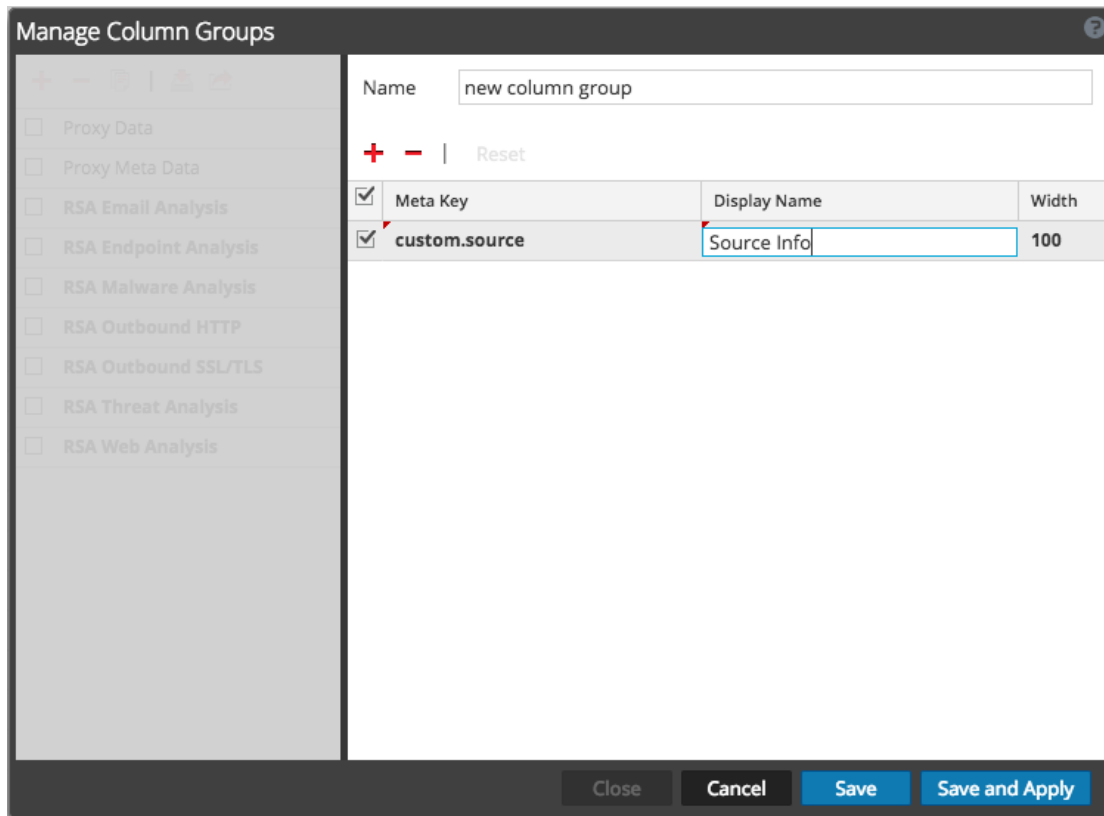 Manage Column Groups
?
Proxy Data
Proxy Meta Data
RSA Email Analysis
RSA Endpoint Analysis
RSA Malware Analysis
RSA Outbound HTTP
RSA Outbound SSL/TLS
RSA Threat Analysis
RSA Web Analysis
Name new column group
Reset
Meta Key Display Name Width
custom.source Source Info 100
Close Cancel Save Save and Apply